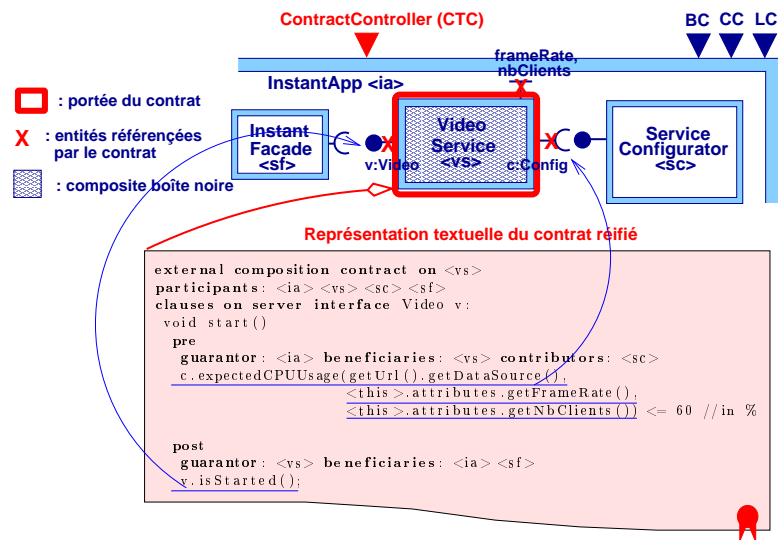 ContractController (CTC)
BC CC LC
frameRate,
nbClients
InstantApp <ia>
: portée du contrat
X : entités référençées
par le contrat
: composite boîte noire
Instant
Facade
<sf>
X
v:Video
Video
Service
<vs>
X
X
c:Config
Service
Configurator
<sc>
Représentation textuelle du contrat réifié
external composition contract on <vs>
participants: <ia> <vs> <sc> <sf>
clauses on server interface Video v:
void start()
pre
guarantor: <ia> beneficiaries: <vs> contributors: <sc>
c.expectedCPUUsage(getUrl().getDataSource(),
<this>.attributes.getFrameRate(),
<this>.attributes.getNbClients()) <= 60 //in %
post
guarantor: <vs> beneficiaries: <ia> <sf>
v.isStarted();